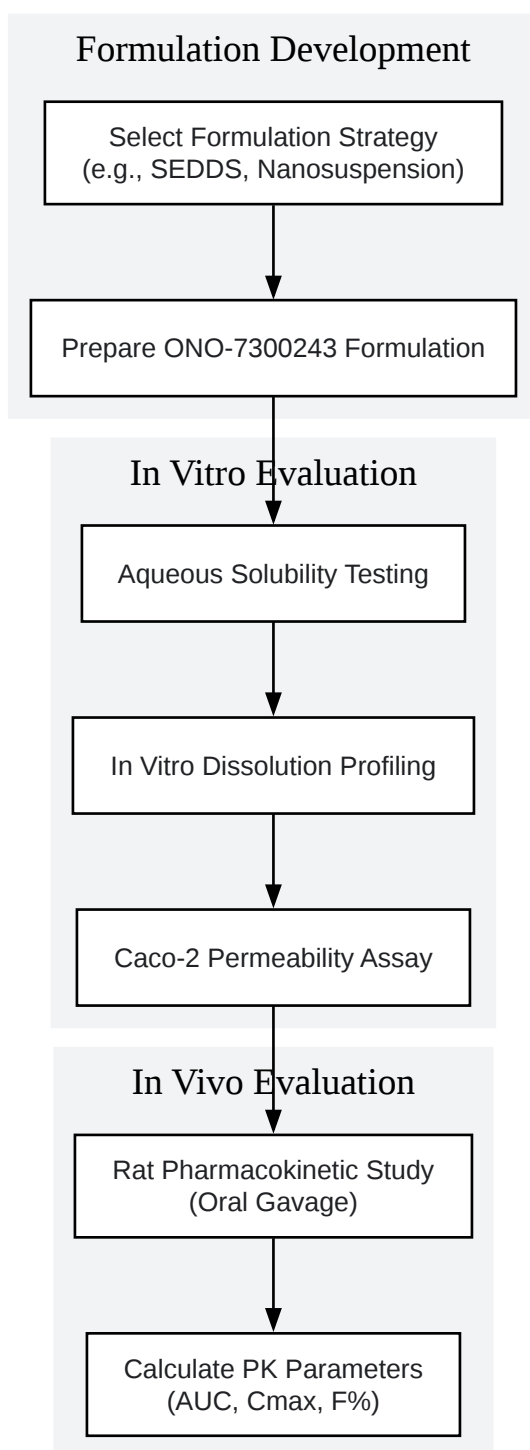 Formulation Development
Select Formulation Strategy
(e.g., SEDDS, Nanosuspension)
Prepare ONO-7300243 Formulation
In Vitro Evaluation
Aqueous Solubility Testing
In Vitro Dissolution Profiling
Caco-2 Permeability Assay
In Vivo Evaluation
Rat Pharmacokinetic Study
(Oral Gavage)
Calculate PK Parameters
(AUC, Cmax, F%)